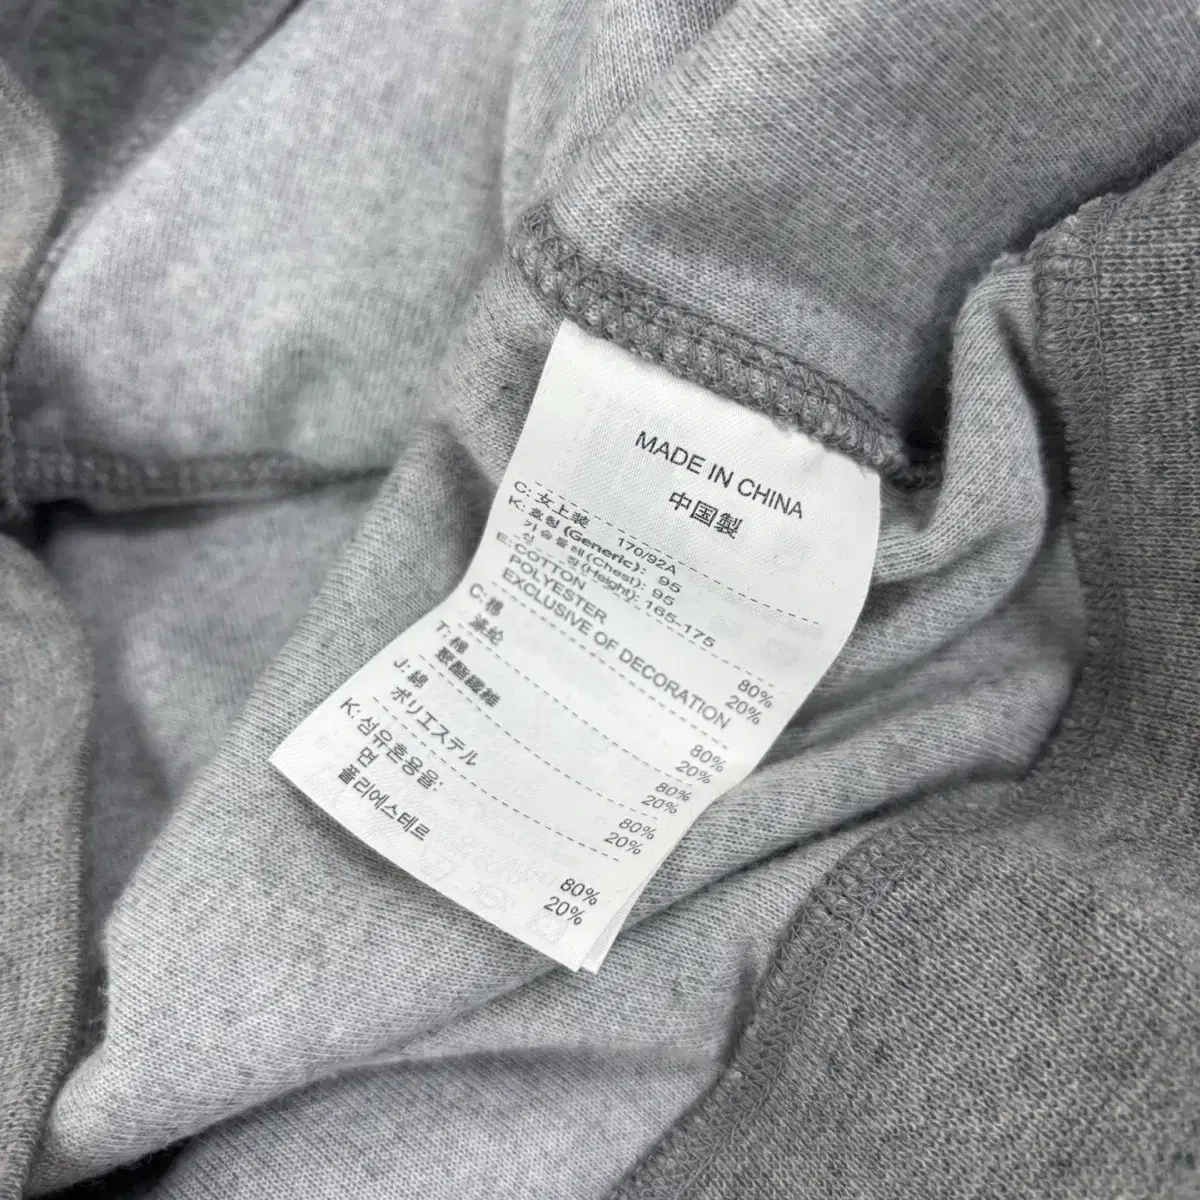 MADE IN CHINA
中国製
C: 女上装 170/92A
K: 호칭 (Generic): 95
가슴둘레(Chest): 95
신 장(Height): 165-175
E: COTTON 80%
POLYESTER 20%
EXCLUSIVE OF DECORATION
C: 棉 80%
涤纶 20%
T: 棉 80%
聚酯纖維 20%
J: 綿 80%
ポリエステル 20%
K: 섬유혼용율:
면 80%
폴리에스테르 20%